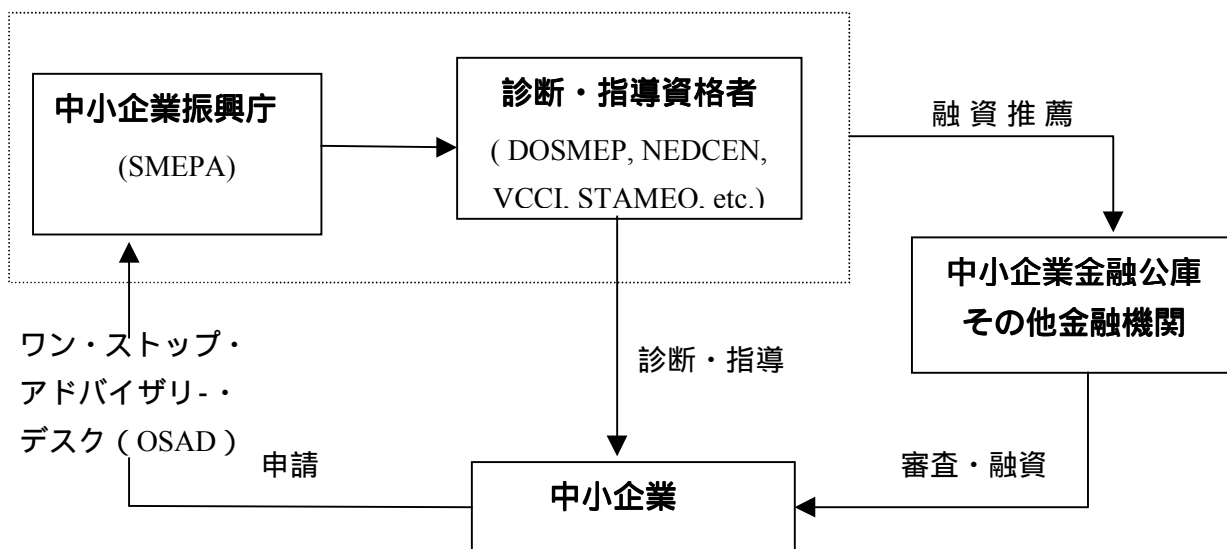 中小企業振興庁
(SMEPA)
診断・指導資格者
( DOSMEP, NEDCEN,
VCCI, STAMEO, etc.)
融 資 推 薦
中小企業金融公庫
その他金融機関
ワン・ストップ・
アドバイザリ-・
デスク（OSAD）
診断・指導
申請
審査・融資
中小企業